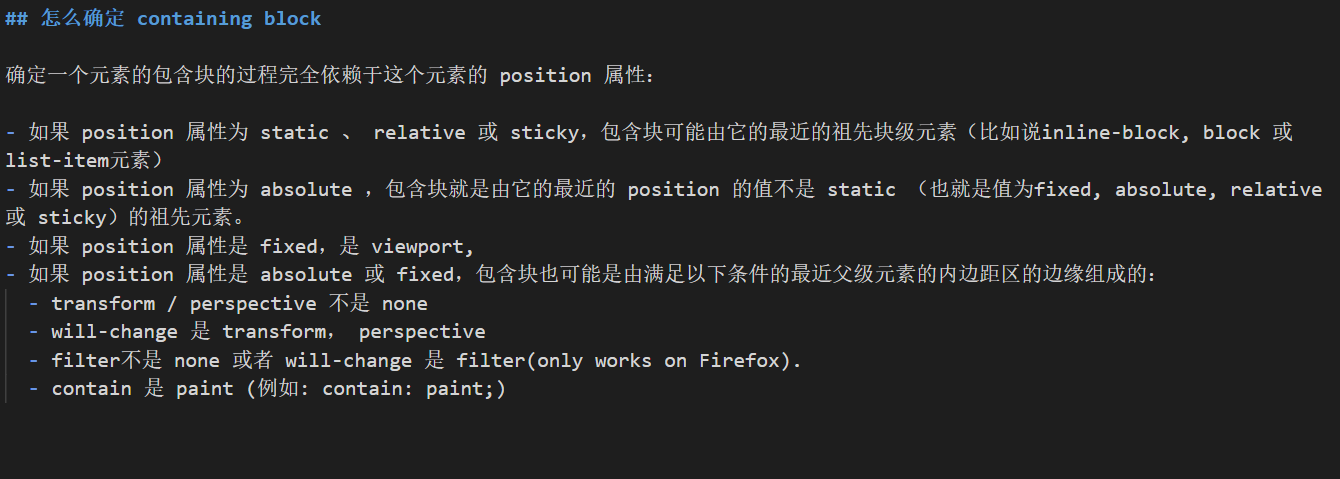 ## 怎么确定 containing block
确定一个元素的包含块的过程完全依赖于这个元素的 position 属性：
- 如果 position 属性为 static 、 relative 或 sticky，包含块可能由它的最近的祖先块级元素（比如说inline-block, block 或
list-item元素）
- 如果 position 属性为 absolute ，包含块就是由它的最近的 position 的值不是 static （也就是值为fixed, absolute, relative
或 sticky）的祖先元素。
- 如果 position 属性是 fixed，是 viewport,
- 如果 position 属性是 absolute 或 fixed，包含块也可能是由满足以下条件的最近父级元素的内边距区的边缘组成的：
- transform / perspective 不是 none
- will-change 是 transform， perspective
- filter不是 none 或者 will-change 是 filter(only works on Firefox).
- contain 是 paint (例如: contain: paint;)